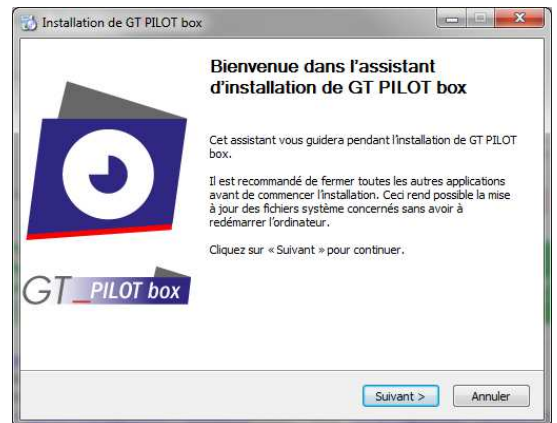 Installation de GT PILOT box
Bienvenue dans l'assistant
d'installation de GT PILOT box
Cet assistant vous guidera pendant l'installation de GT PILOT
box.
Il est recommandé de fermer toutes les autres applications
avant de commencer l'installation. Ceci rend possible la mise
à jour des fichiers système concernés sans avoir à
redémarrer l'ordinateur.
Cliquez sur « Suivant » pour continuer.
GT_PILOT box
Suivant >
Annuler